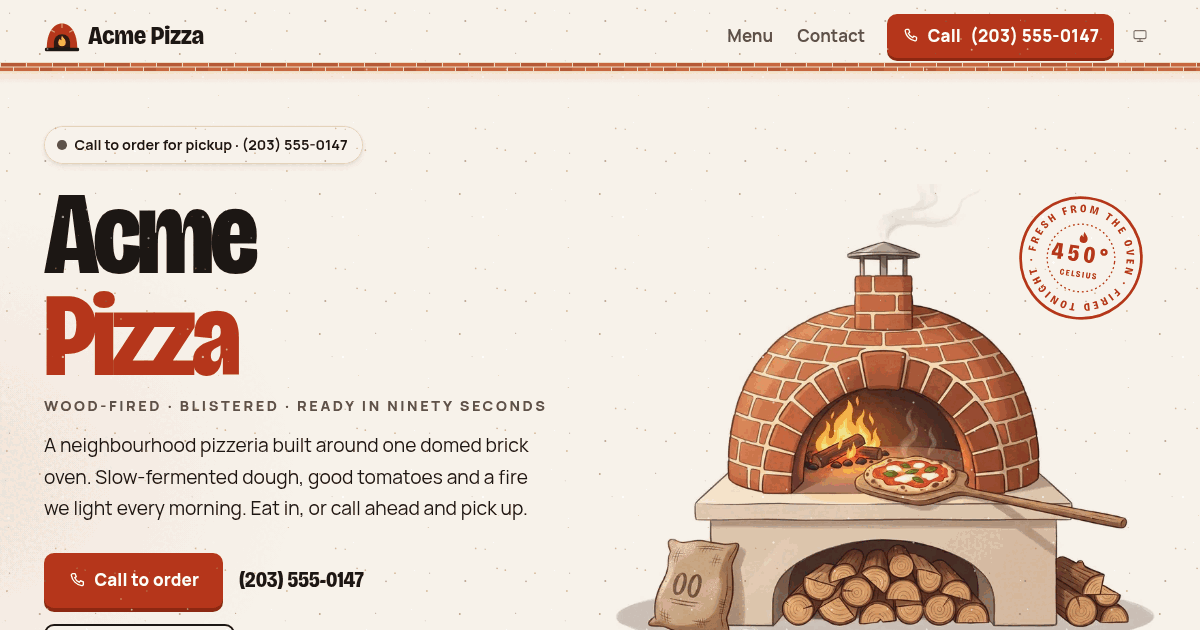 Acme Pizza
Menu
Contact
Call (203) 555-0147
Call to order for pickup · (203) 555-0147
Acme
Pizza
WOOD-FIRED · BLISTERED · READY IN NINETY SECONDS
A neighbourhood pizzeria built around one domed brick
oven. Slow-fermented dough, good tomatoes and a fire
we light every morning. Eat in, or call ahead and pick up.
Call to order
(203) 555-0147
FRESH FROM THE OVEN · FIRED TONIGHT ·
450°
CELSIUS
00